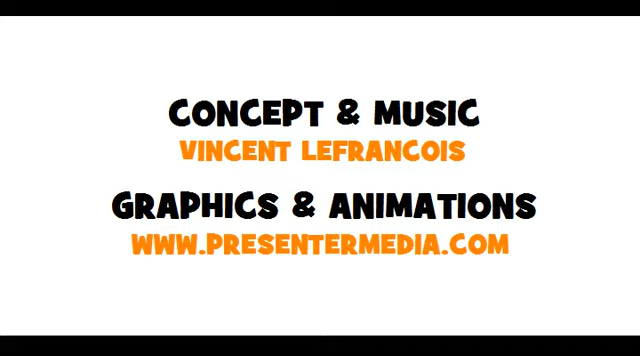 CONCEPT & MUSIC
VINCENT LEFRANCOIS
GRAPHICS & ANIMATIONS
WWW.PRESENTERMEDIA.COM